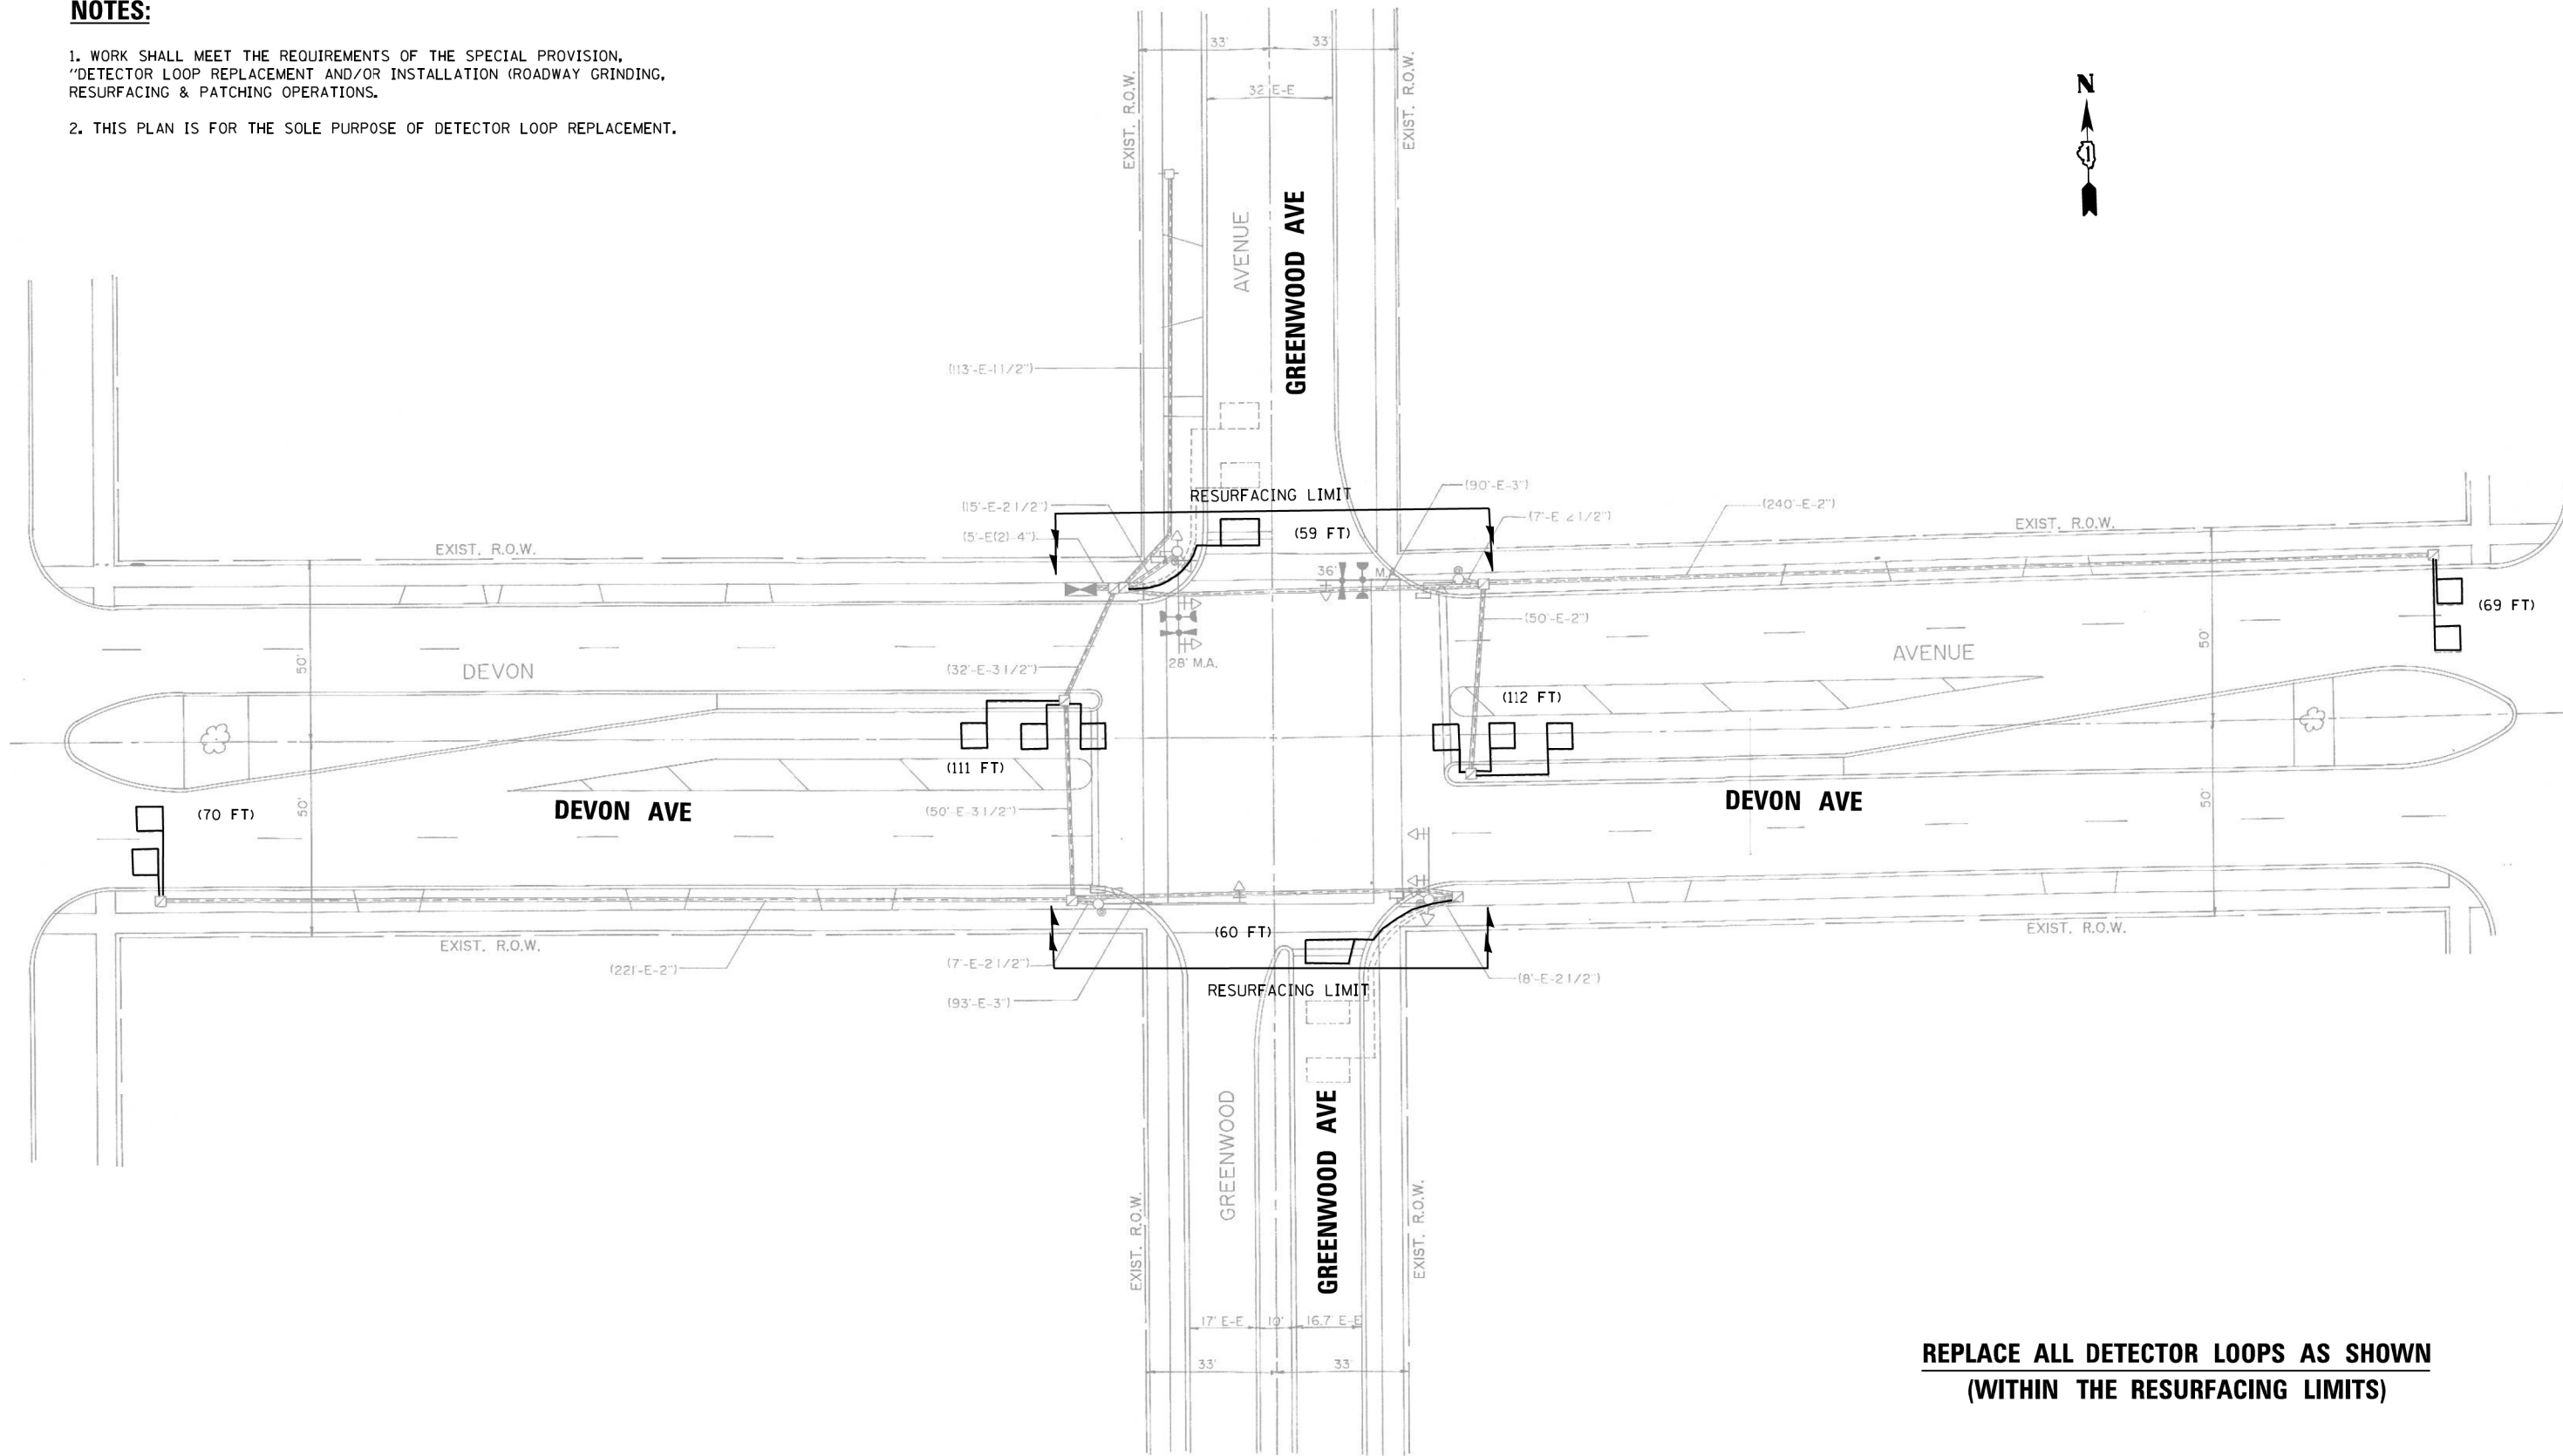 NOTES:
1. WORK SHALL MEET THE REQUIREMENTS OF THE SPECIAL PROVISION,
"DETECTOR LOOP REPLACEMENT AND/OR INSTALLATION (ROADWAY GRINDING,
RESURFACING & PATCHING OPERATIONS.
2. THIS PLAN IS FOR THE SOLE PURPOSE OF DETECTOR LOOP REPLACEMENT.
33' 33'
32' E-E
EXIST. R.O.W.
EXIST. R.O.W.
N
1
AVENUE
GREENWOOD AVE
(113'-E-1 1/2")
RESURFACING LIMIT
(90'-E-3")
(15'-E-2 1/2")
(240'-E-2")
(7'-E-2 1/2")
(59 FT)
EXIST. R.O.W.
(5'-E(2)-4")
EXIST. R.O.W.
36' M.A.
(69 FT)
(50'-E-2")
50'
50'
DEVON
(32'-E-3 1/2")
28' M.A.
AVENUE
(112 FT)
(111 FT)
(70 FT)
50'
DEVON AVE
(50'-E-3 1/2")
DEVON AVE
50'
EXIST. R.O.W.
(60 FT)
EXIST. R.O.W.
(221'-E-2")
(7'-E-2 1/2")
(8'-E-2 1/2")
(93'-E-3")
RESURFACING LIMIT
GREENWOOD
GREENWOOD AVE
EXIST. R.O.W.
EXIST. R.O.W.
17' E-E 10' 16.7' E-E
33' 33'
REPLACE ALL DETECTOR LOOPS AS SHOWN
(WITHIN THE RESURFACING LIMITS)